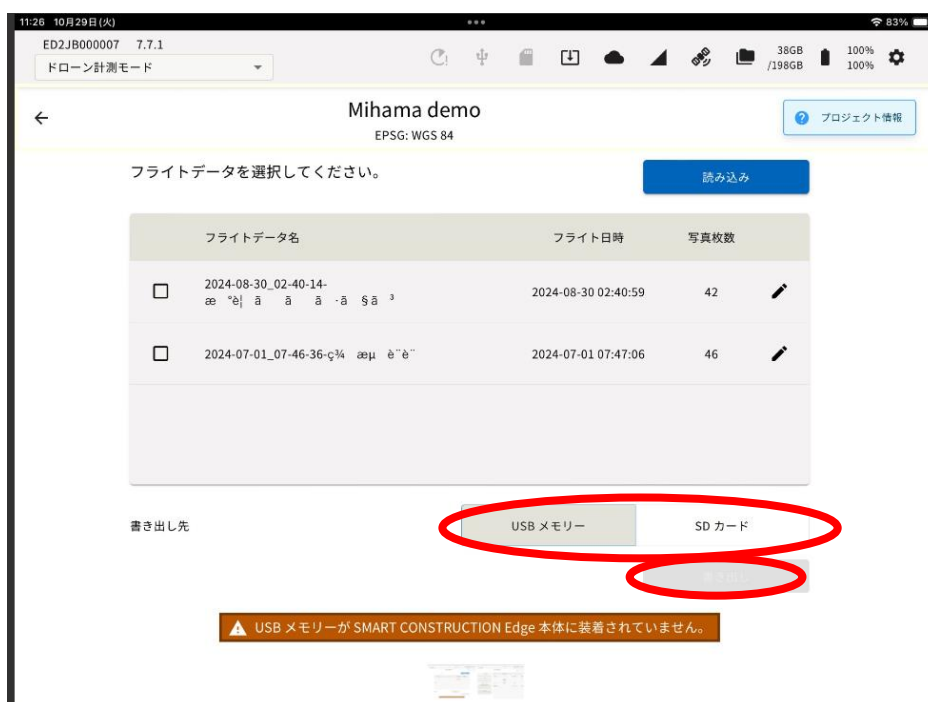 11:26 10月29日(火)
83%
ED2JB000007 7.7.1
ドローン計測モード
38GB
/198GB
100%
100%
Mihama demo
EPSG: WGS 84
プロジェクト情報
フライトデータを選択してください。
読み込み
フライトデータ名 フライト日時 写真枚数
2024-08-30_02-40-14-
æ °è¦ ã ã ã ·ã §ã ³
2024-08-30 02:40:59 42
2024-07-01_07-46-36-ç¾ æµ è¨è¨ 2024-07-01 07:47:06 46
書き出し先 USB メモリー SD カード
書き出し
USB メモリーが SMART CONSTRUCTION Edge 本体に装着されていません。